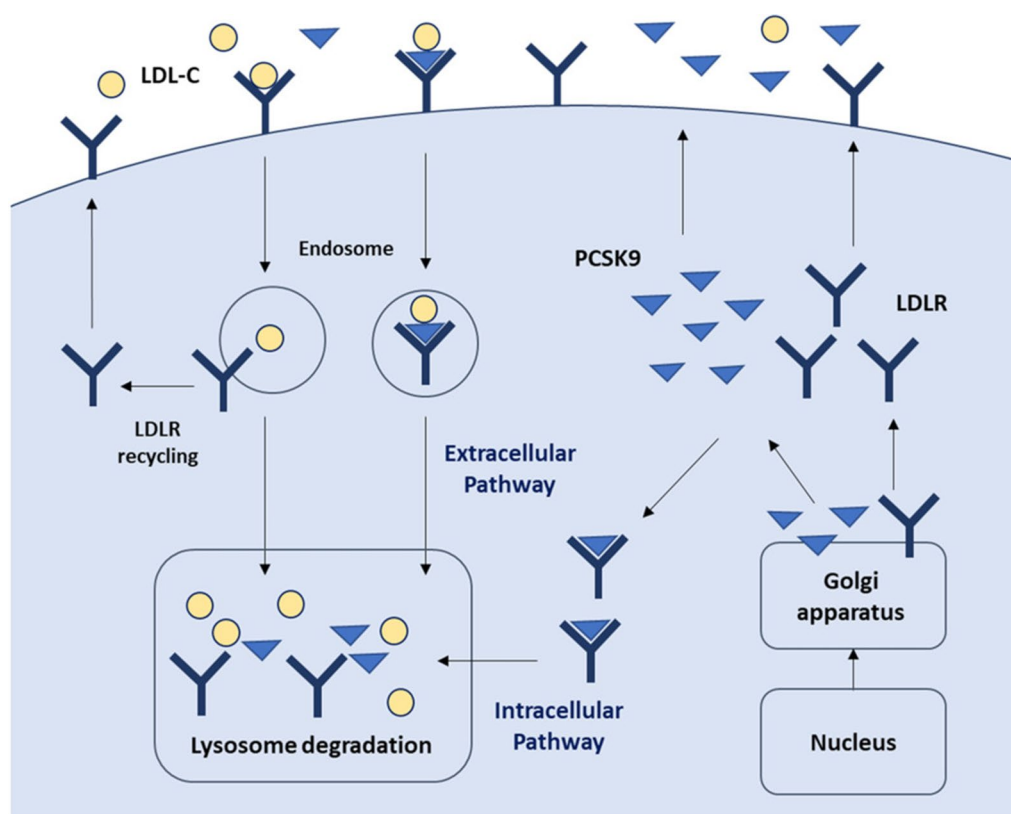 LDL-C
Endosome
PCSK9
LDLR
LDLR
recycling
Extracellular
Pathway
Golgi
apparatus
Intracellular
Pathway
Lysosome degradation
Nucleus